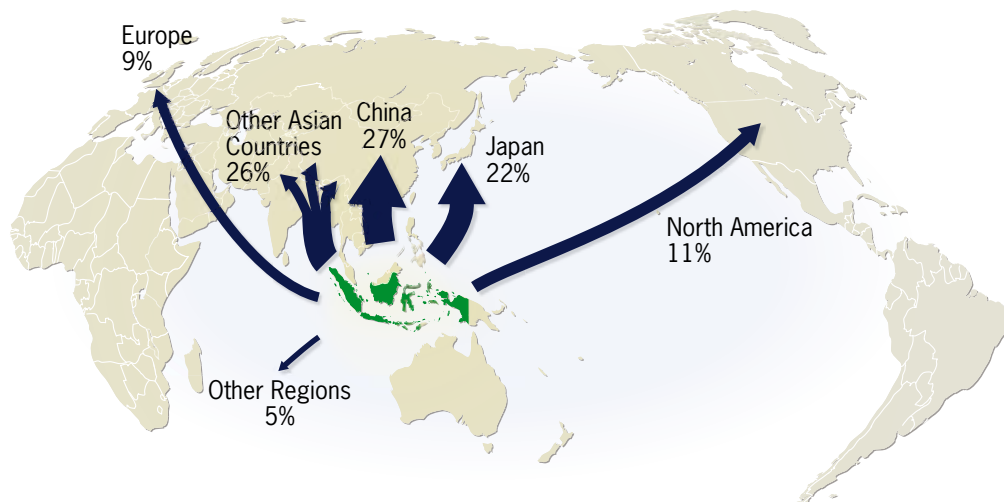 Europe
9%
Other Asian
Countries
26%
China
27%
Japan
22%
North America
11%
Other Regions
5%